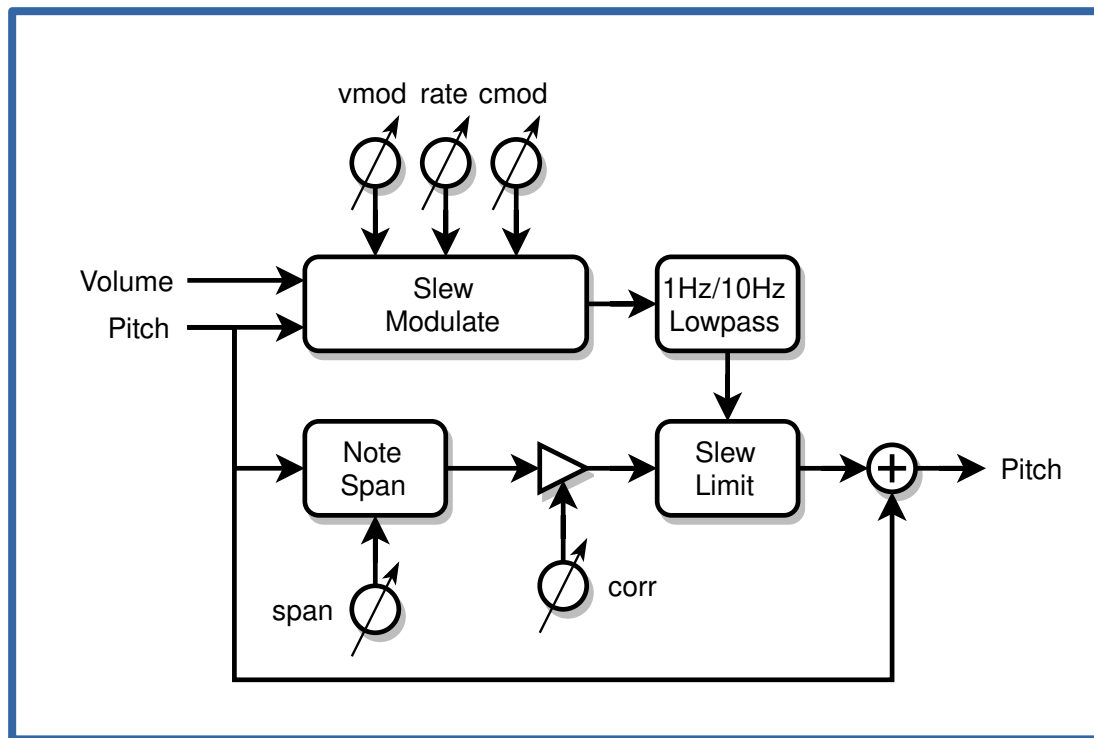 vmod rate cmod
Volume
Pitch
Slew
Modulate
1Hz/10Hz
Lowpass
Note
Span
Slew
Limit
+
Pitch
span
corr